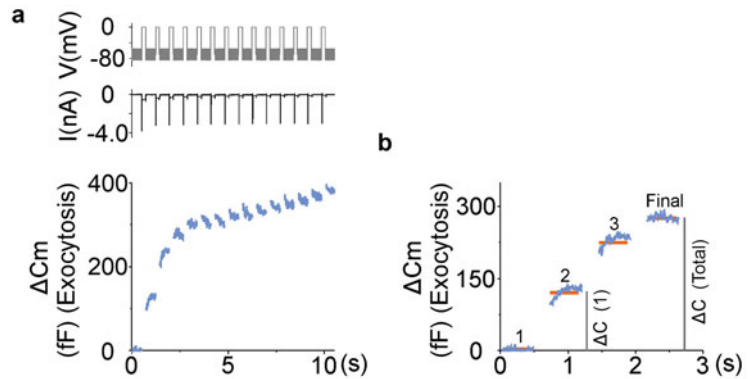 a
0
-80
V(mV)
0
-4.0
I(nA)
400
200
0
ΔCm
(fF) (Exocytosis)
0
5
10 (s)
b
300
150
0
ΔCm
(fF) (Exocytosis)
1
2
3
Final
ΔC (1)
ΔC (Total)
0
1
2
3
(s)